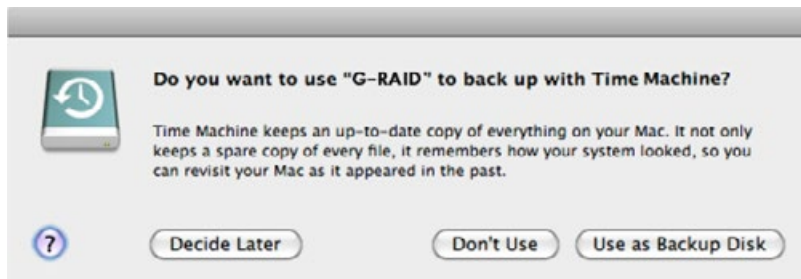 Do you want to use "G-RAID" to back up with Time Machine?
Time Machine keeps an up-to-date copy of everything on your Mac. It not only
keeps a spare copy of every file, it remembers how your system looked, so you
can revisit your Mac as it appeared in the past.
?
Decide Later
Don't Use
Use as Backup Disk